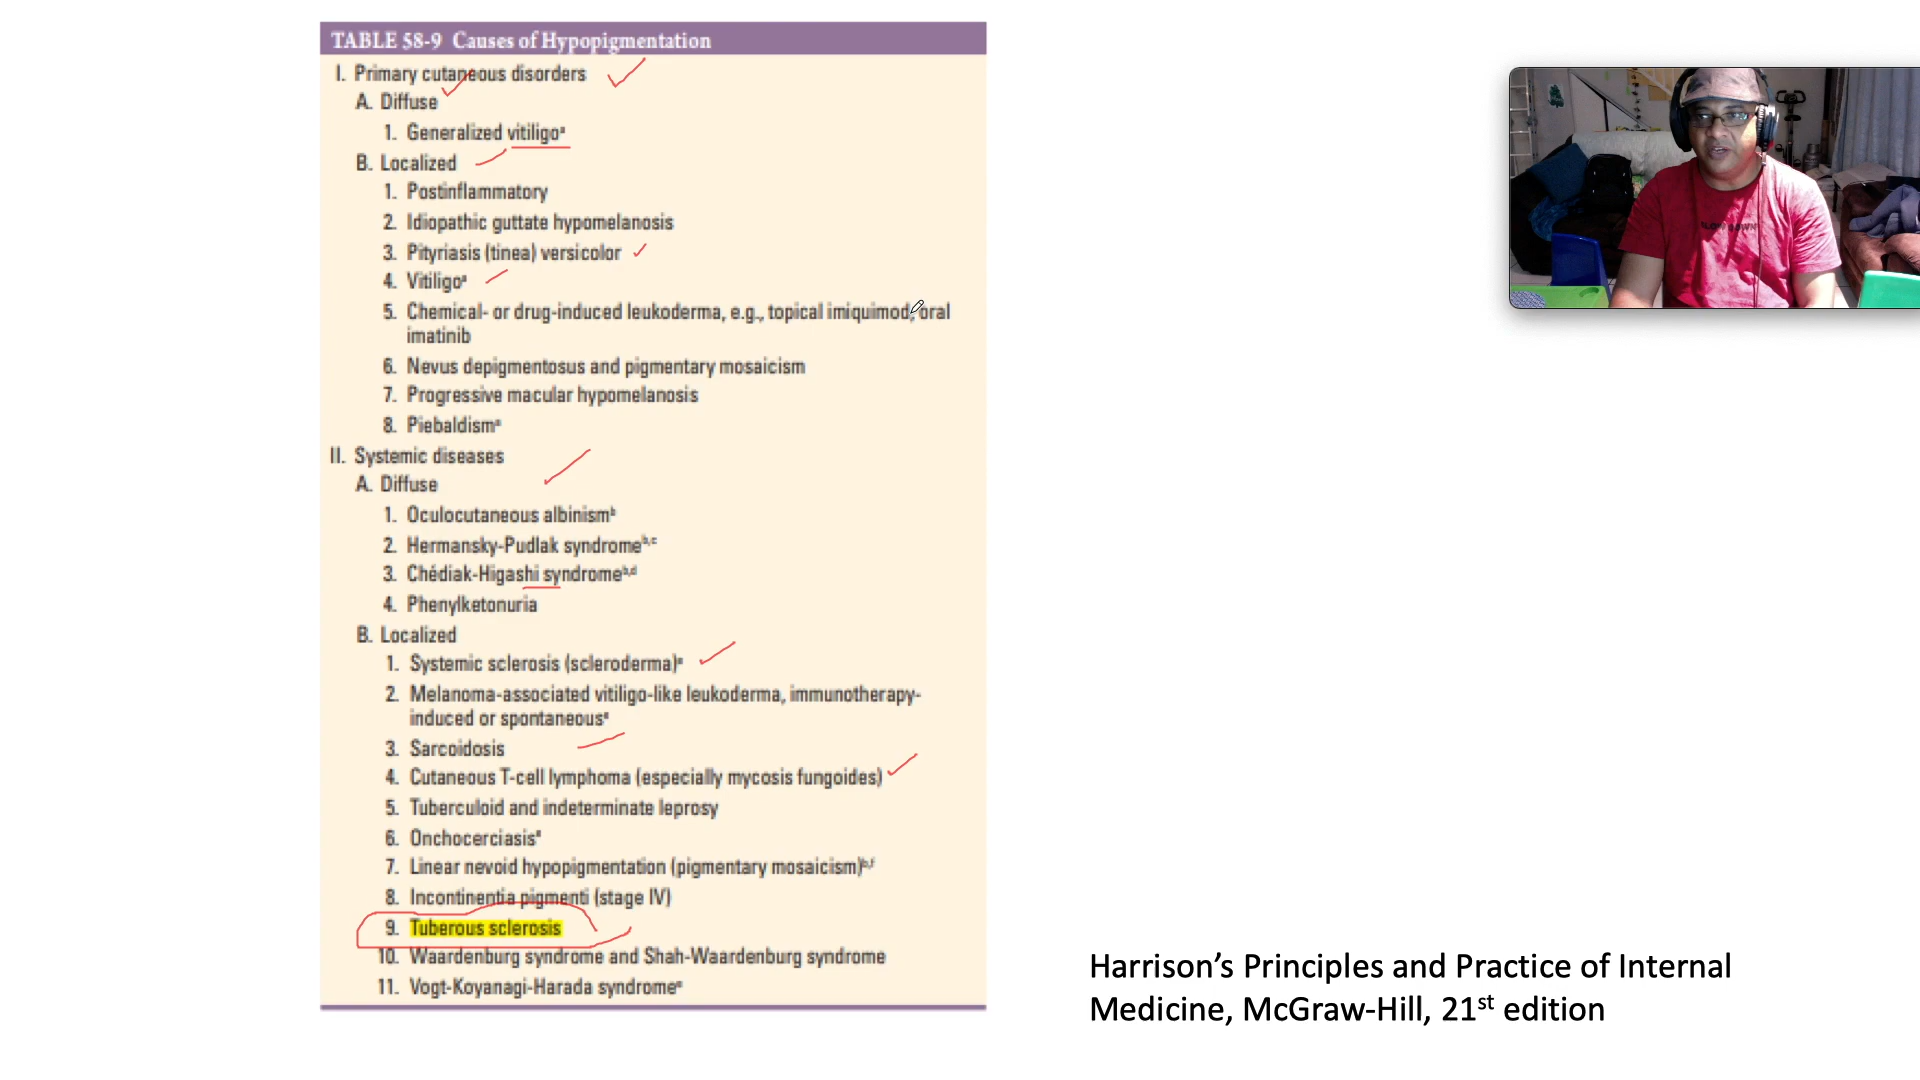 TABLE 58-9 Causes of Hypopigmentation
I. Primary cutaneous disorders
A. Diffuse
1. Generalized vitiligoᵃ
B. Localized
1. Postinflammatory
2. Idiopathic guttate hypomelanosis
3. Pityriasis (tinea) versicolor
4. Vitiligoᵃ
5. Chemical- or drug-induced leukoderma, e.g., topical imiquimod, oral
imatinib
6. Nevus depigmentosus and pigmentary mosaicism
7. Progressive macular hypomelanosis
8. Piebaldismᵃ
II. Systemic diseases
A. Diffuse
1. Oculocutaneous albinismᵇ
2. Hermansky-Pudlak syndromeᵇ,ᶜ
3. Chédiak-Higashi syndromeᵇ,ᵈ
4. Phenylketonuria
B. Localized
1. Systemic sclerosis (scleroderma)
2. Melanoma-associated vitiligo-like leukoderma, immunotherapy-
induced or spontaneous
3. Sarcoidosis
4. Cutaneous T-cell lymphoma (especially mycosis fungoides)
5. Tuberculoid and indeterminate leprosy
6. Onchocerciasis
7. Linear nevoid hypopigmentation (pigmentary mosaicism)
8. Incontinentia pigmenti (stage IV)
9. Tuberous sclerosis
10. Waardenburg syndrome and Shah-Waardenburg syndrome
11. Vogt-Koyanagi-Harada syndrome
Harrison’s Principles and Practice of Internal
Medicine, McGraw-Hill, 21st edition